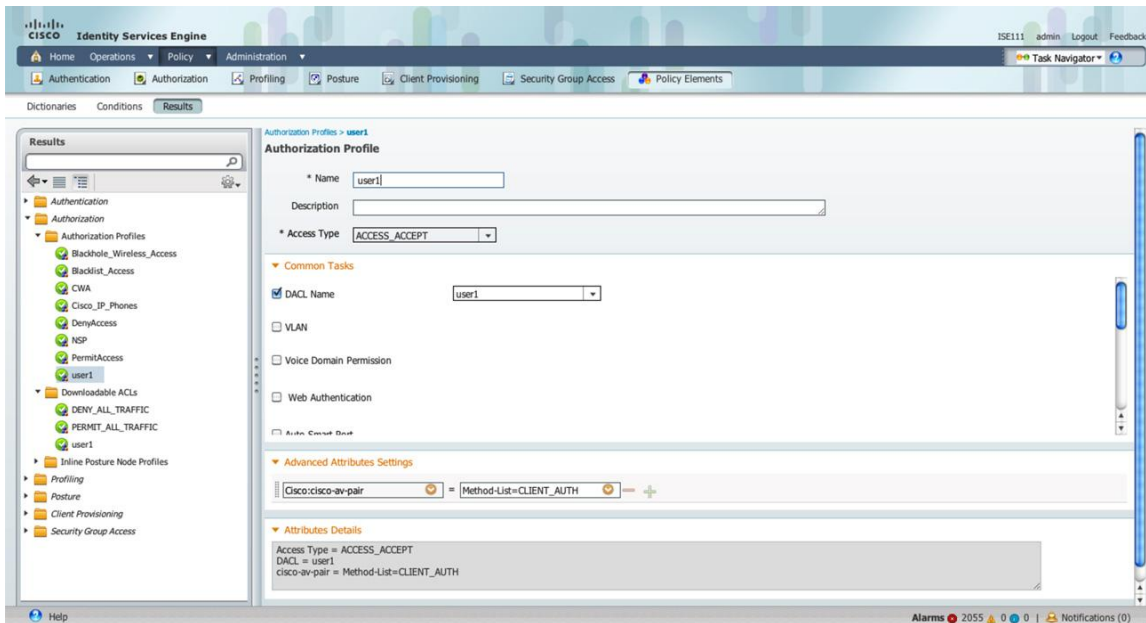 CISCO Identity Services Engine
ISE111 admin Logout Feedback
Home Operations Policy Administration
Task Navigator
Authentication Authorization Profiling Posture Client Provisioning Security Group Access Policy Elements
Dictionaries Conditions Results
Results
Authentication
Authorization
Authorization Profiles
Blackhole_Wireless_Access
Blacklist_Access
CWA
Cisco_IP_Phones
DenyAccess
NSP
PermitAccess
user1
Downloadable ACLs
DENY_ALL_TRAFFIC
PERMIT_ALL_TRAFFIC
user1
Inline Posture Node Profiles
Profiling
Posture
Client Provisioning
Security Group Access
Authorization Profiles > user1
Authorization Profile
* Name user1
Description
* Access Type ACCESS_ACCEPT
Common Tasks
DACL Name user1
VLAN
Voice Domain Permission
Web Authentication
Auto Smart Port
Advanced Attributes Settings
Cisco:cisco-av-pair = Method-List=CLIENT_AUTH
Attributes Details
Access Type = ACCESS_ACCEPT
DACL = user1
cisco-av-pair = Method-List=CLIENT_AUTH
Help
Alarms 2055 0 0 | Notifications (0)